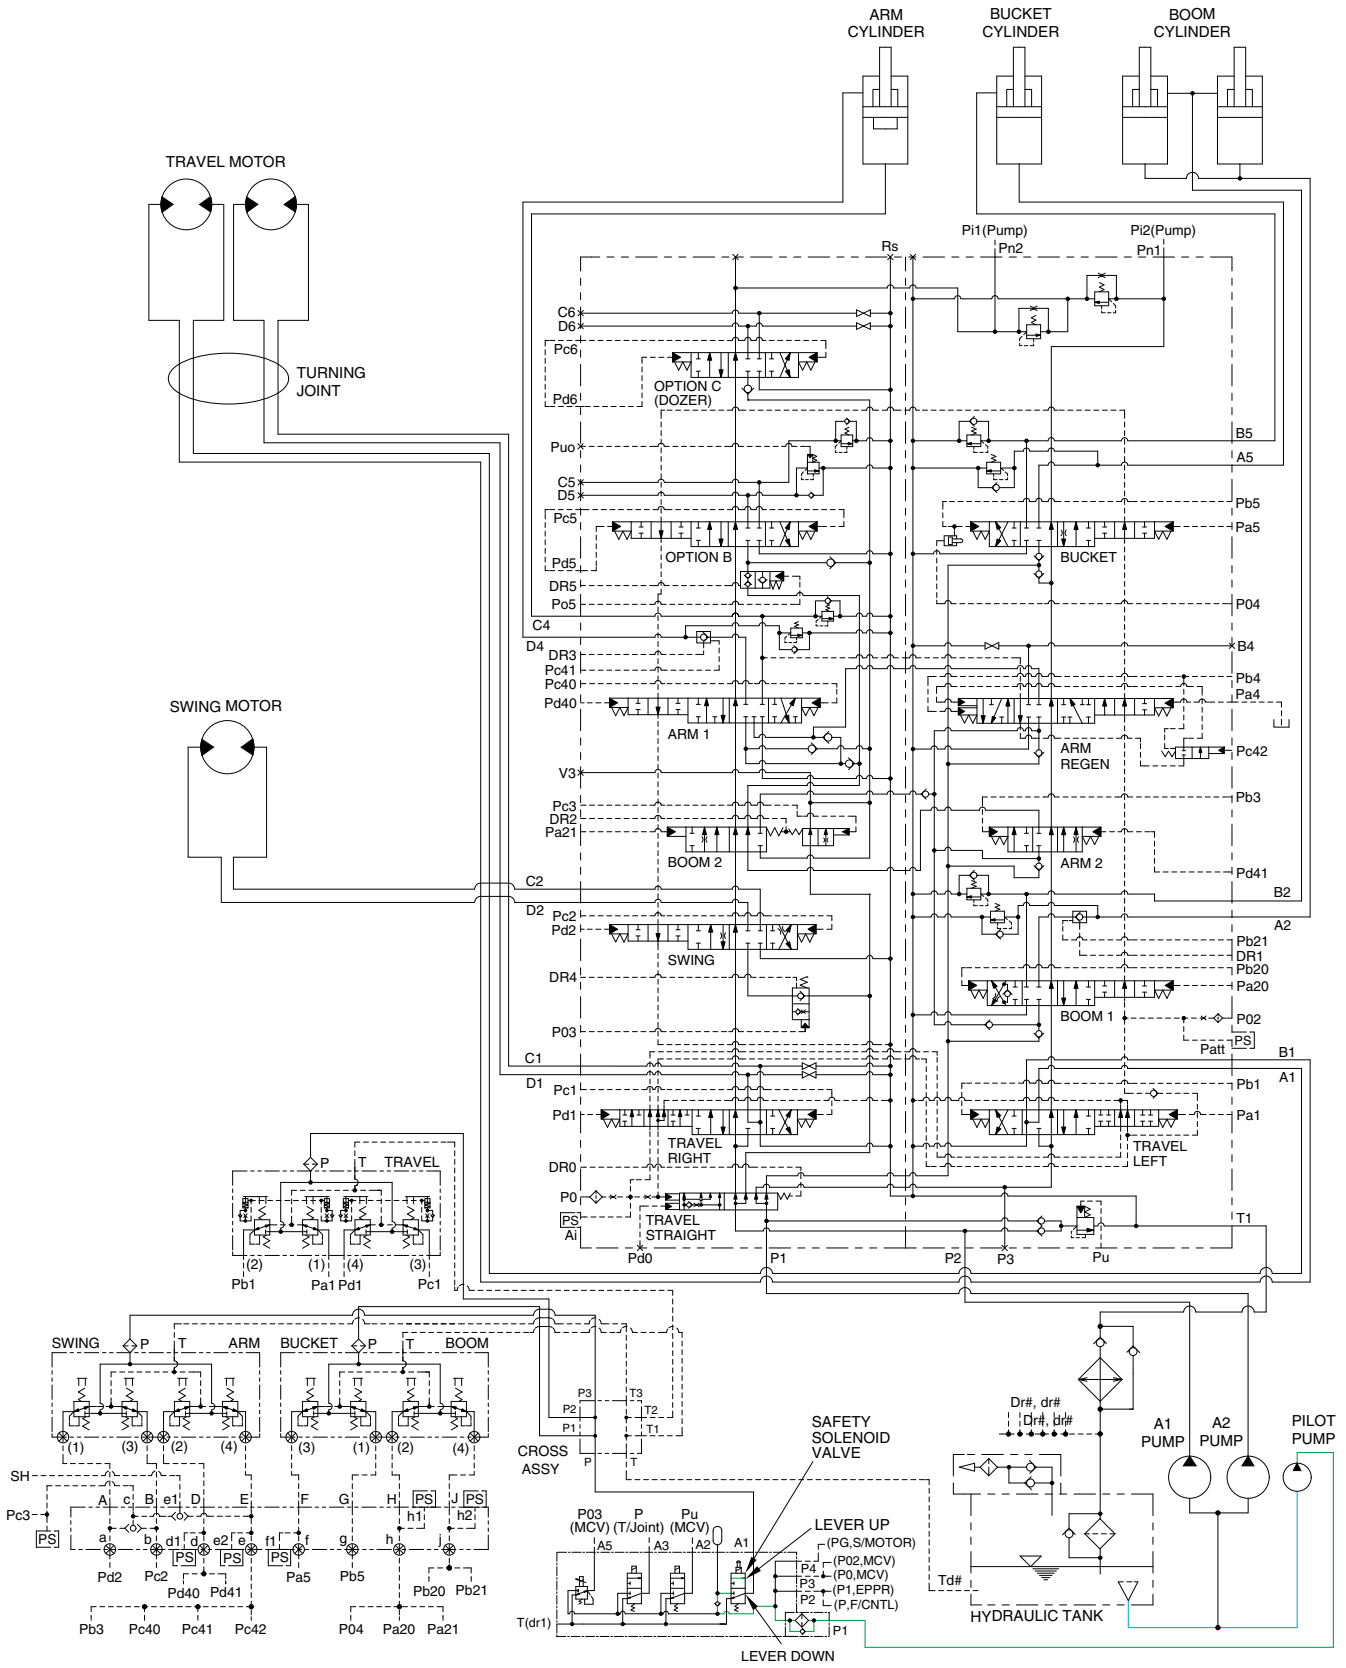 ARM
CYLINDER
BUCKET
CYLINDER
BOOM
CYLINDER
TRAVEL MOTOR
TURNING
JOINT
SWING MOTOR
Rs
Pi1(Pump)
Pn2
Pi2(Pump)
Pn1
C6
D6
Pc6
Pd6
OPTION C
(DOZER)
Puo
C5
D5
Pc5
Pd5
OPTION B
DR5
Po5
C4
D4
DR3
Pc41
Pc40
Pd40
ARM 1
V3
Pc3
DR2
Pa21
BOOM 2
C2
D2
Pc2
Pd2
SWING
DR4
P03
C1
D1
Pc1
Pd1
TRAVEL
RIGHT
DR0
P0
PS
Ai
TRAVEL
STRAIGHT
Pd0
P1
P2
P3
Pu
B5
A5
Pb5
Pa5
BUCKET
P04
B4
Pb4
Pa4
ARM
REGEN
Pc42
Pb3
ARM 2
Pd41
B2
A2
Pb21
DR1
Pb20
Pa20
BOOM 1
P02
PS
Patt
B1
A1
Pb1
Pa1
TRAVEL
LEFT
T1
P
T
TRAVEL
(2)
(1)
(4)
(3)
Pb1
Pa1
Pd1
Pc1
SWING
P
T
ARM
BUCKET
P
T
BOOM
(1)
(3)
(2)
(4)
(3)
(1)
(2)
(4)
SH
Pc3
PS
A
c
B
e1
D
E
F
G
H
PS
h1
J
PS
h2
a
b
d1
d
e2
e
f1
f
g
h
j
PS
PS
PS
Pd2
Pc2
Pd40
Pd41
Pa5
Pb5
Pb20
Pb21
Pb3
Pc40
Pc41
Pc42
P04
Pa20
Pa21
P3
T3
P2
T2
P1
T1
P
T
CROSS
ASSY
SAFETY
SOLENOID
VALVE
LEVER UP
P03
(MCV)
P
(T/Joint)
Pu
(MCV)
A5
A3
A2
A1
(PG,S/MOTOR)
P4
(P02,MCV)
(P0,MCV)
P3
(P1,EPPR)
P2
(P,F/CNTL)
P1
T(dr1)
LEVER DOWN
Td#
Dr#, dr#
Dr#, dr#
HYDRAULIC TANK
A1
PUMP
A2
PUMP
PILOT
PUMP